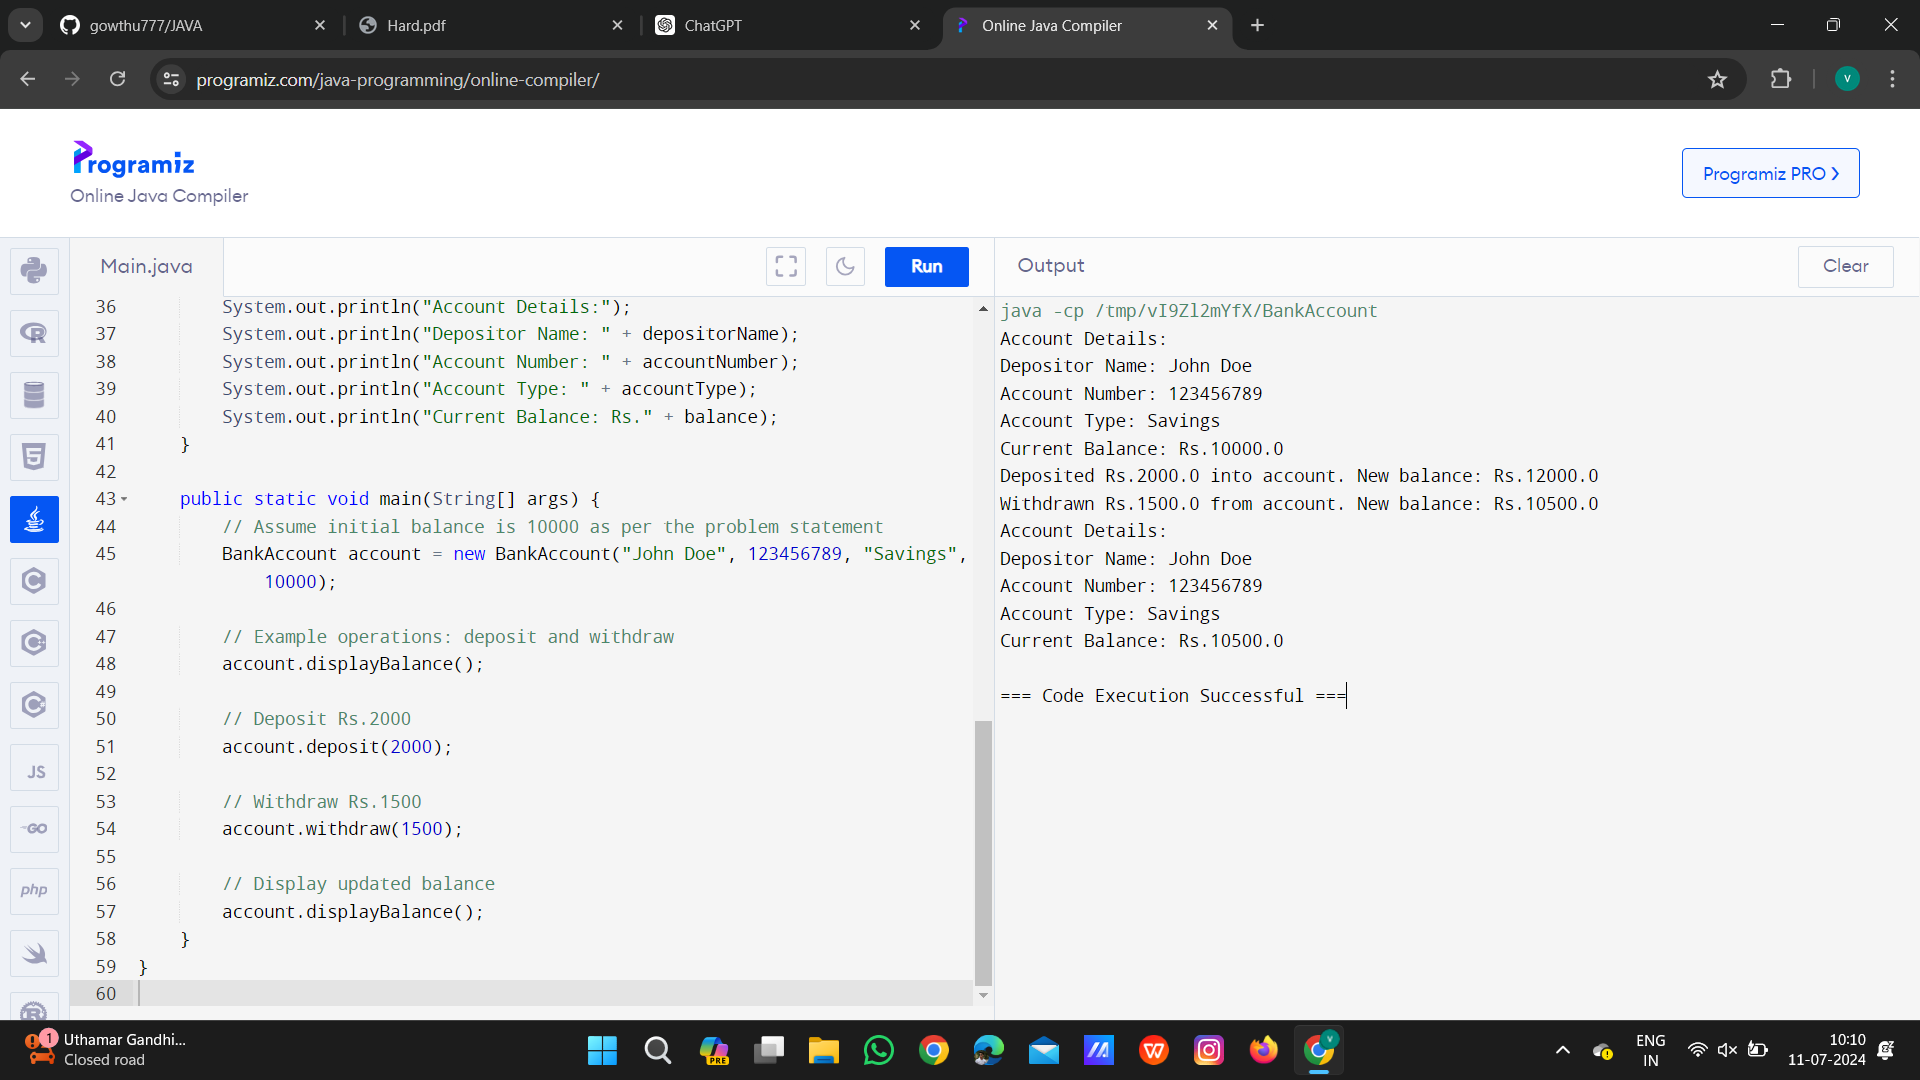 gowthu777/JAVA
Hard.pdf
ChatGPT
Online Java Compiler
programiz.com/java-programming/online-compiler/
V
Programiz
Online Java Compiler
Programiz PRO
Main.java
Run
Output
Clear
36 System.out.println("Account Details:");
37 System.out.println("Depositor Name: " + depositorName);
38 System.out.println("Account Number: " + accountNumber);
39 System.out.println("Account Type: " + accountType);
40 System.out.println("Current Balance: Rs." + balance);
41 }
42
43 public static void main(String[] args) {
44 // Assume initial balance is 10000 as per the problem statement
45 BankAccount account = new BankAccount("John Doe", 123456789, "Savings",
10000);
46
47 // Example operations: deposit and withdraw
48 account.displayBalance();
49
50 // Deposit Rs.2000
51 account.deposit(2000);
52
53 // Withdraw Rs.1500
54 account.withdraw(1500);
55
56 // Display updated balance
57 account.displayBalance();
58 }
59 }
60
java -cp /tmp/vI9Zl2mYfX/BankAccount
Account Details:
Depositor Name: John Doe
Account Number: 123456789
Account Type: Savings
Current Balance: Rs.10000.0
Deposited Rs.2000.0 into account. New balance: Rs.12000.0
Withdrawn Rs.1500.0 from account. New balance: Rs.10500.0
Account Details:
Depositor Name: John Doe
Account Number: 123456789
Account Type: Savings
Current Balance: Rs.10500.0
=== Code Execution Successful ===
R
5
C
C
C
JS
GO
php
R
1
Uthamar Gandhi...
Closed road
PRE
W
V
ENG
IN
10:10
11-07-2024